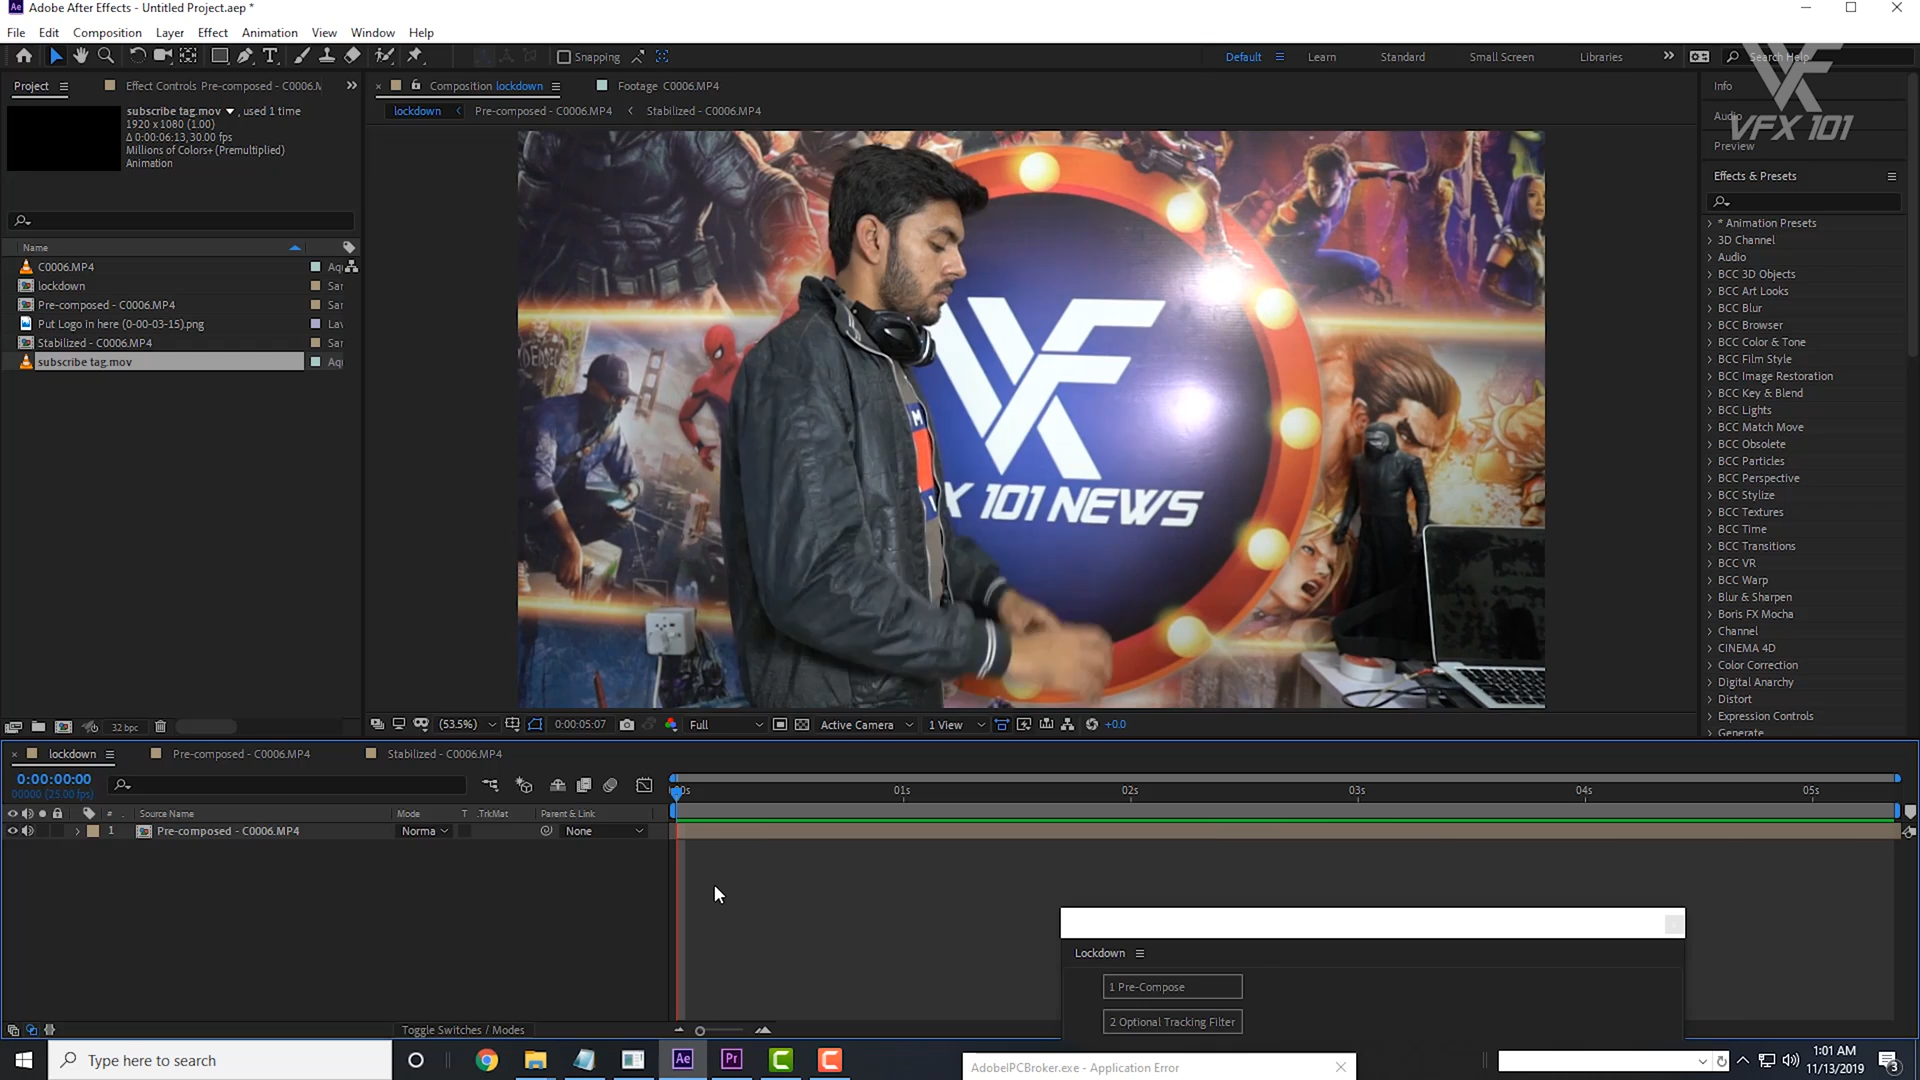 Adobe After Effects - Untitled Project.aep *
File Edit Composition Layer Effect Animation View Window Help
Snapping
Default Learn Standard Small Screen Libraries Search Help
Project Effect Controls Pre-composed - C0006.M
Composition lockdown Footage C0006.MP4
lockdown Pre-composed - C0006.MP4 Stabilized - C0006.MP4
subscribe tag.mov , used 1 time
1920 x 1080 (1.00)
Δ 0:00:06:13, 30.00 fps
Millions of Colors+ (Premultiplied)
Animation
Name
C0006.MP4
lockdown
Pre-composed - C0006.MP4
Put Logo in here (0-00-03-15).png
Stabilized - C0006.MP4
subscribe tag.mov
32 bpc
X 101 NEWS
VFX 101
Info
Audio
Preview
Effects & Presets
* Animation Presets
3D Channel
Audio
BCC 3D Objects
BCC Art Looks
BCC Blur
BCC Browser
BCC Color & Tone
BCC Film Style
BCC Image Restoration
BCC Key & Blend
BCC Lights
BCC Match Move
BCC Obsolete
BCC Particles
BCC Perspective
BCC Stylize
BCC Textures
BCC Time
BCC Transitions
BCC VR
BCC Warp
Blur & Sharpen
Boris FX Mocha
Channel
CINEMA 4D
Color Correction
Digital Anarchy
Distort
Expression Controls
Generate
(53.5%) 0:00:05:07 Full Active Camera 1 View +0.0
lockdown Pre-composed - C0006.MP4 Stabilized - C0006.MP4
0:00:00:00
00000 (25.00 fps)
01s 02s 03s 04s 05s
# Source Name Mode T .TrkMat Parent & Link
1 Pre-composed - C0006.MP4 Norma None
Lockdown
1 Pre-Compose
2 Optional Tracking Filter
Toggle Switches / Modes
Type here to search
AdobeIPCBroker.exe - Application Error
1:01 AM
11/13/2019
3